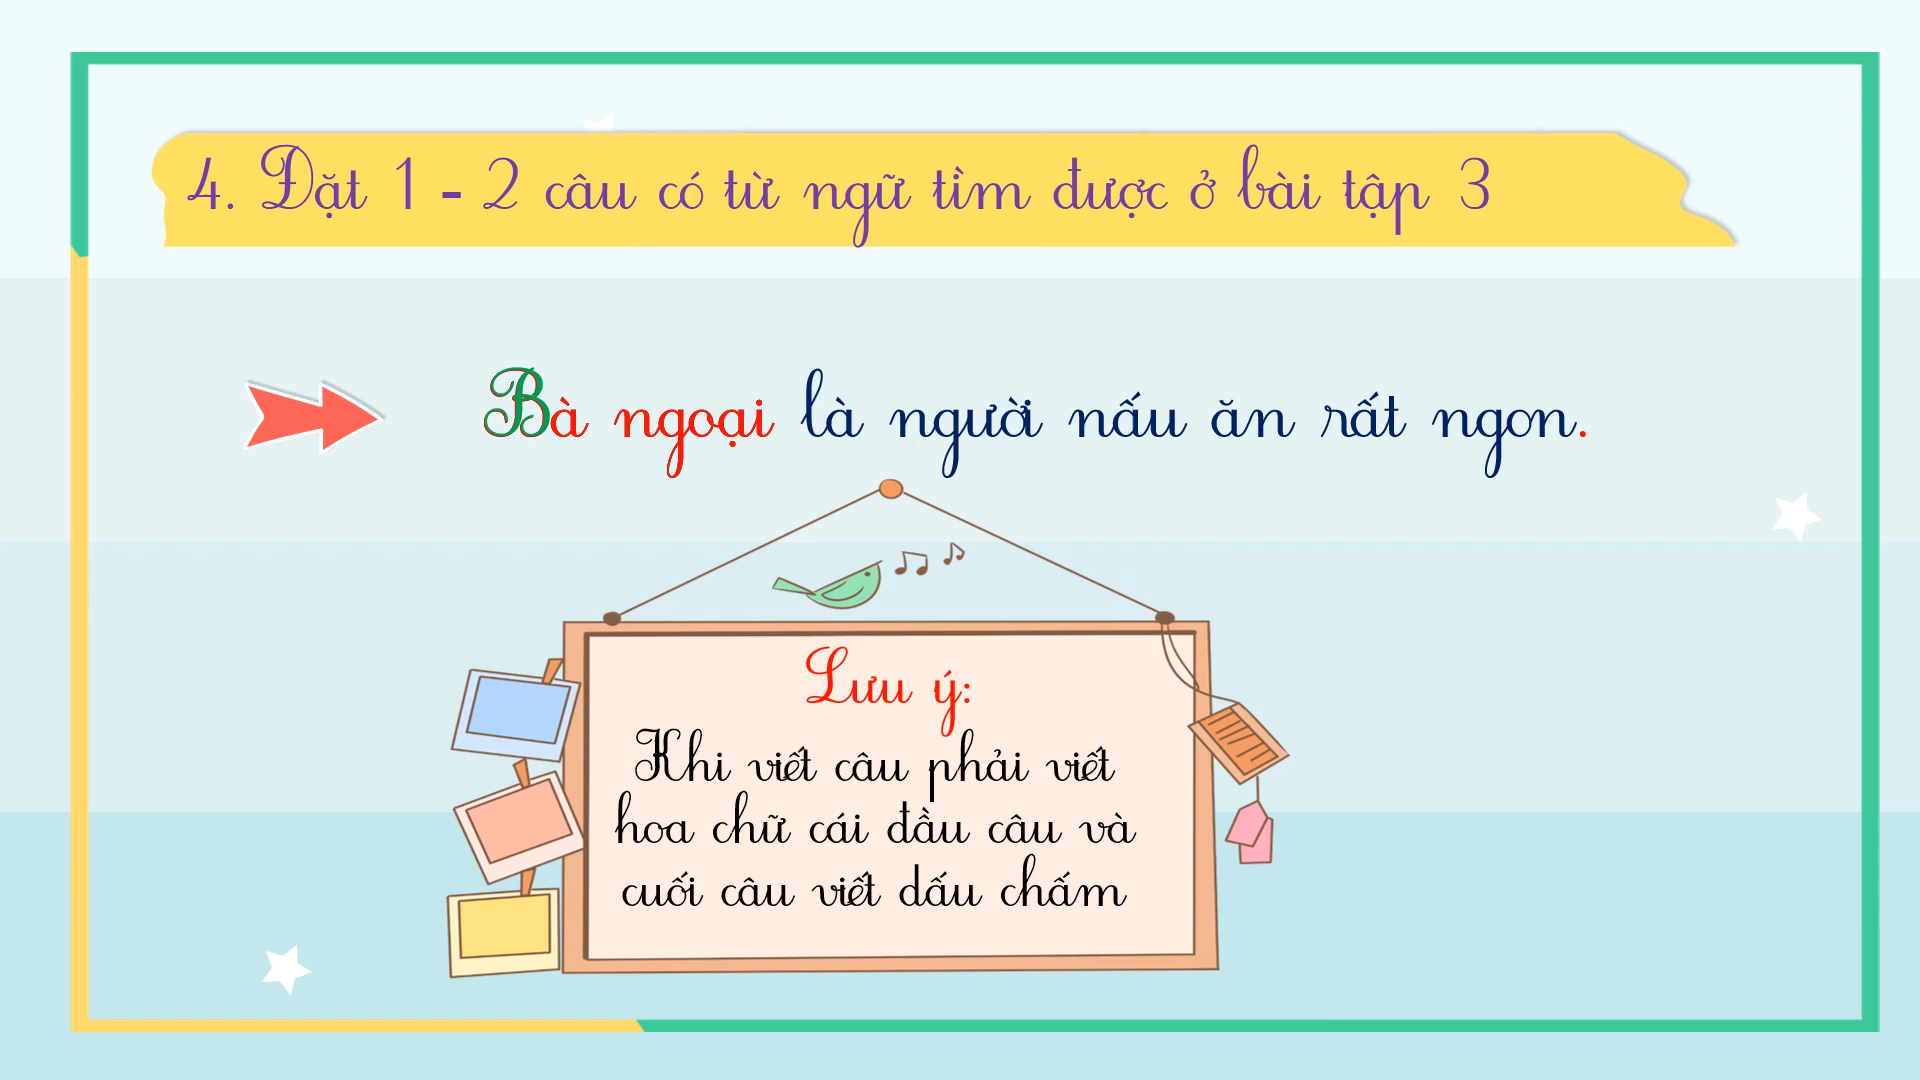 4. Đặt 1 - 2 câu có từ ngữ tìm được ở bài tập 3
Bà ngoại là người nấu ăn rất ngon.
Lưu ý:
Khi viết câu phải viết
hoa chữ cái đầu câu và
cuối câu viết dấu chấm